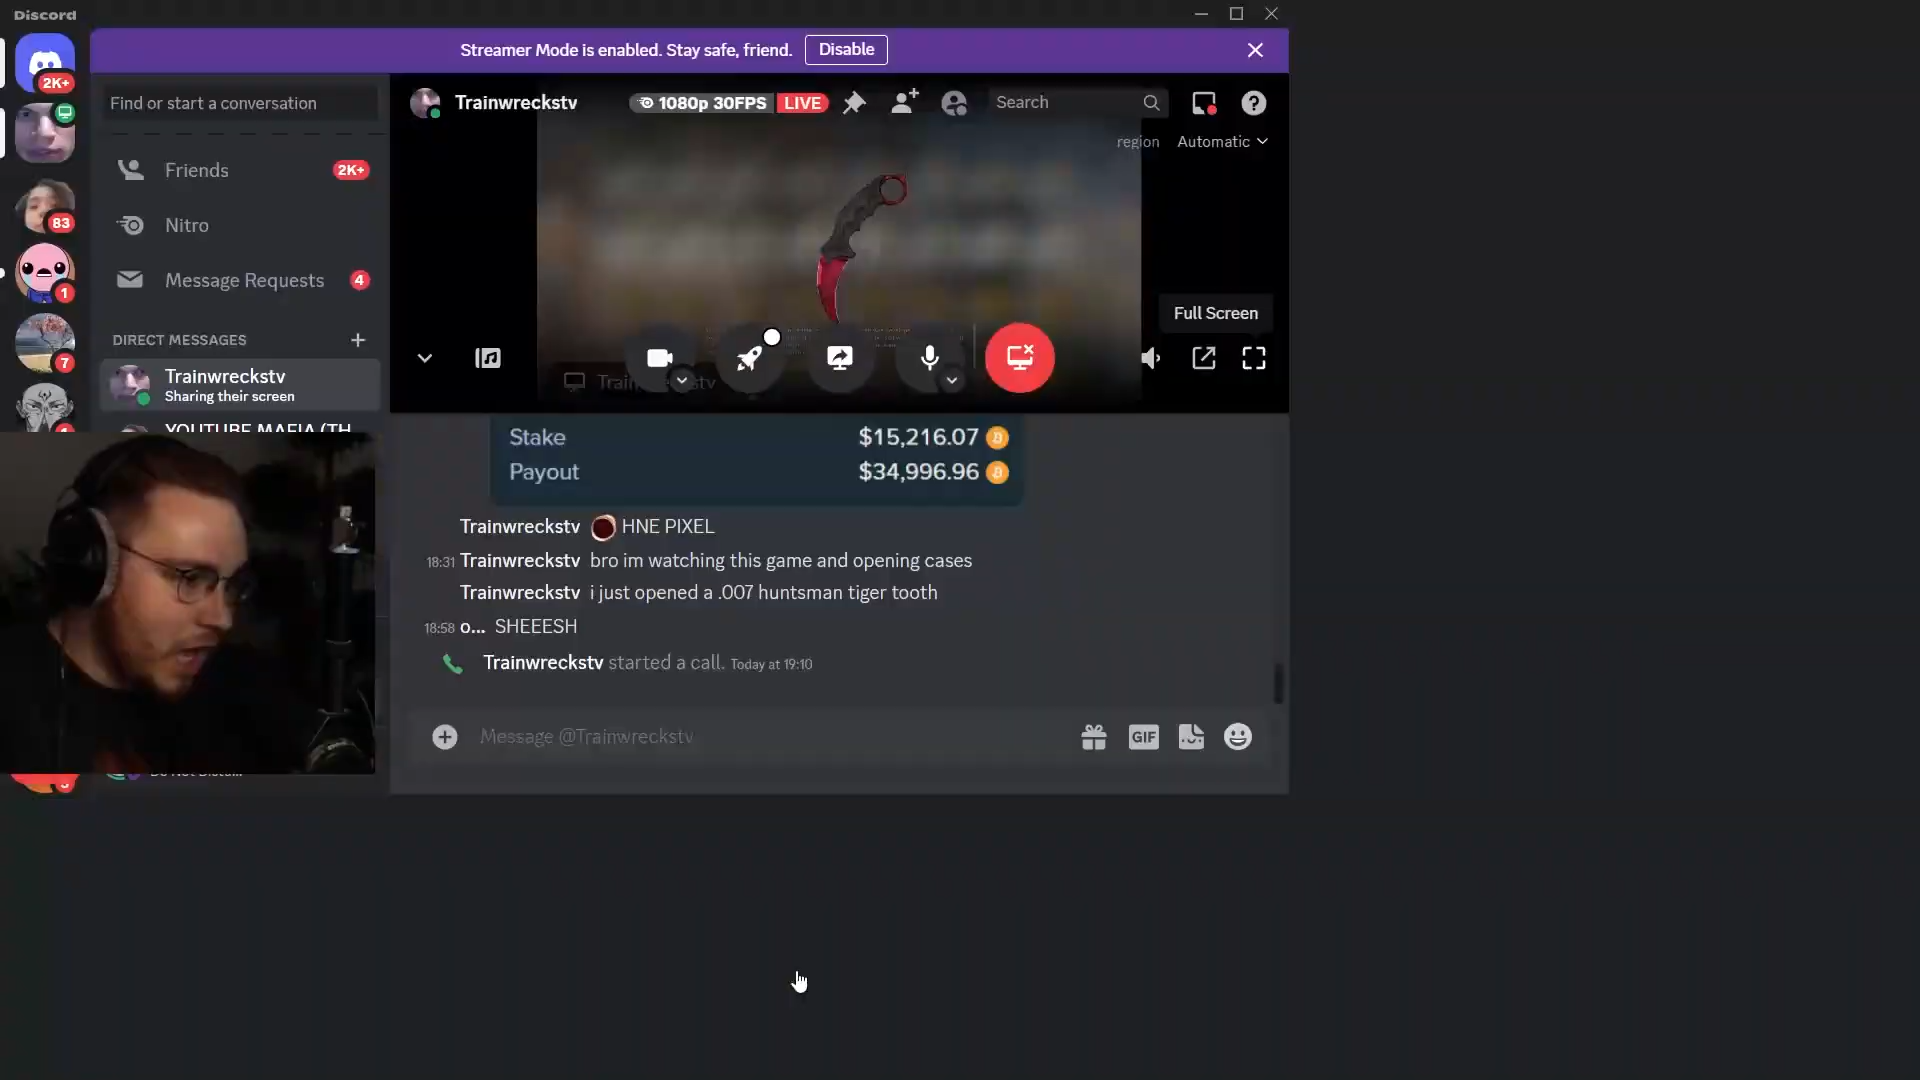 Discord
Streamer Mode is enabled. Stay safe, friend.
Disable
2K+
Find or start a conversation
Trainwreckstv
1080p 30FPS
LIVE
Search
region
Automatic
Friends
2K+
83
Nitro
Message Requests
4
1
Full Screen
DIRECT MESSAGES
7
Trainwreckstv
Sharing their screen
YOUTUBE MAFIA (TH
Stake
$15,216.07
Payout
$34,996.96
Trainwreckstv HNE PIXEL
18:31 Trainwreckstv bro im watching this game and opening cases
Trainwreckstv i just opened a .007 huntsman tiger tooth
18:58 o... SHEEESH
Trainwreckstv started a call. Today at 19:10
Message @Trainwreckstv
GIF